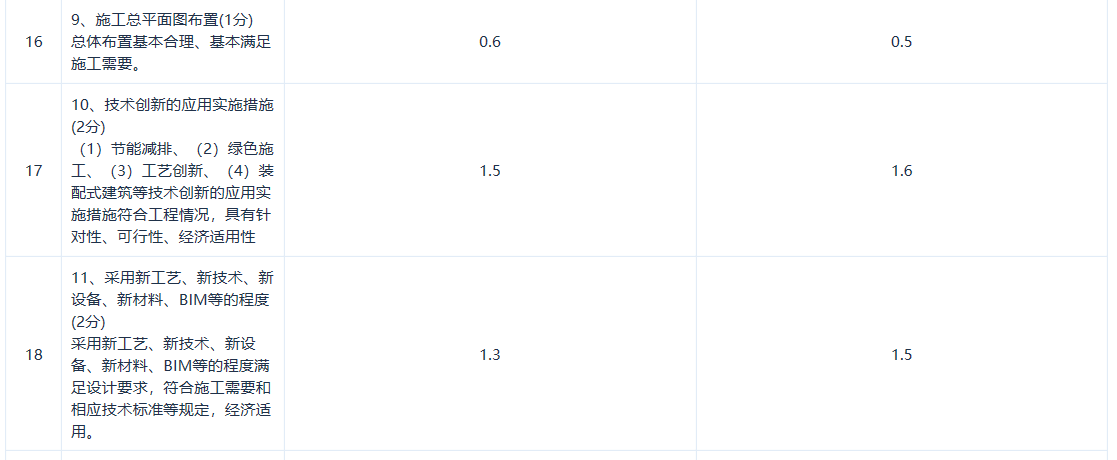 16
9、施工总平面图布置(1分)
总体布置基本合理、基本满足
施工需要。
0.6
0.5
17
10、技术创新的应用实施措施
(2分)
（1）节能减排、（2）绿色施
工、（3）工艺创新、（4）装
配式建筑等技术创新的应用实
施措施符合工程情况，具有针
对性、可行性、经济适用性
1.5
1.6
18
11、采用新工艺、新技术、新
设备、新材料、BIM等的程度
(2分)
采用新工艺、新技术、新设
备、新材料、BIM等的程度满
足设计要求，符合施工需要和
相应技术标准等规定，经济适
用。
1.3
1.5